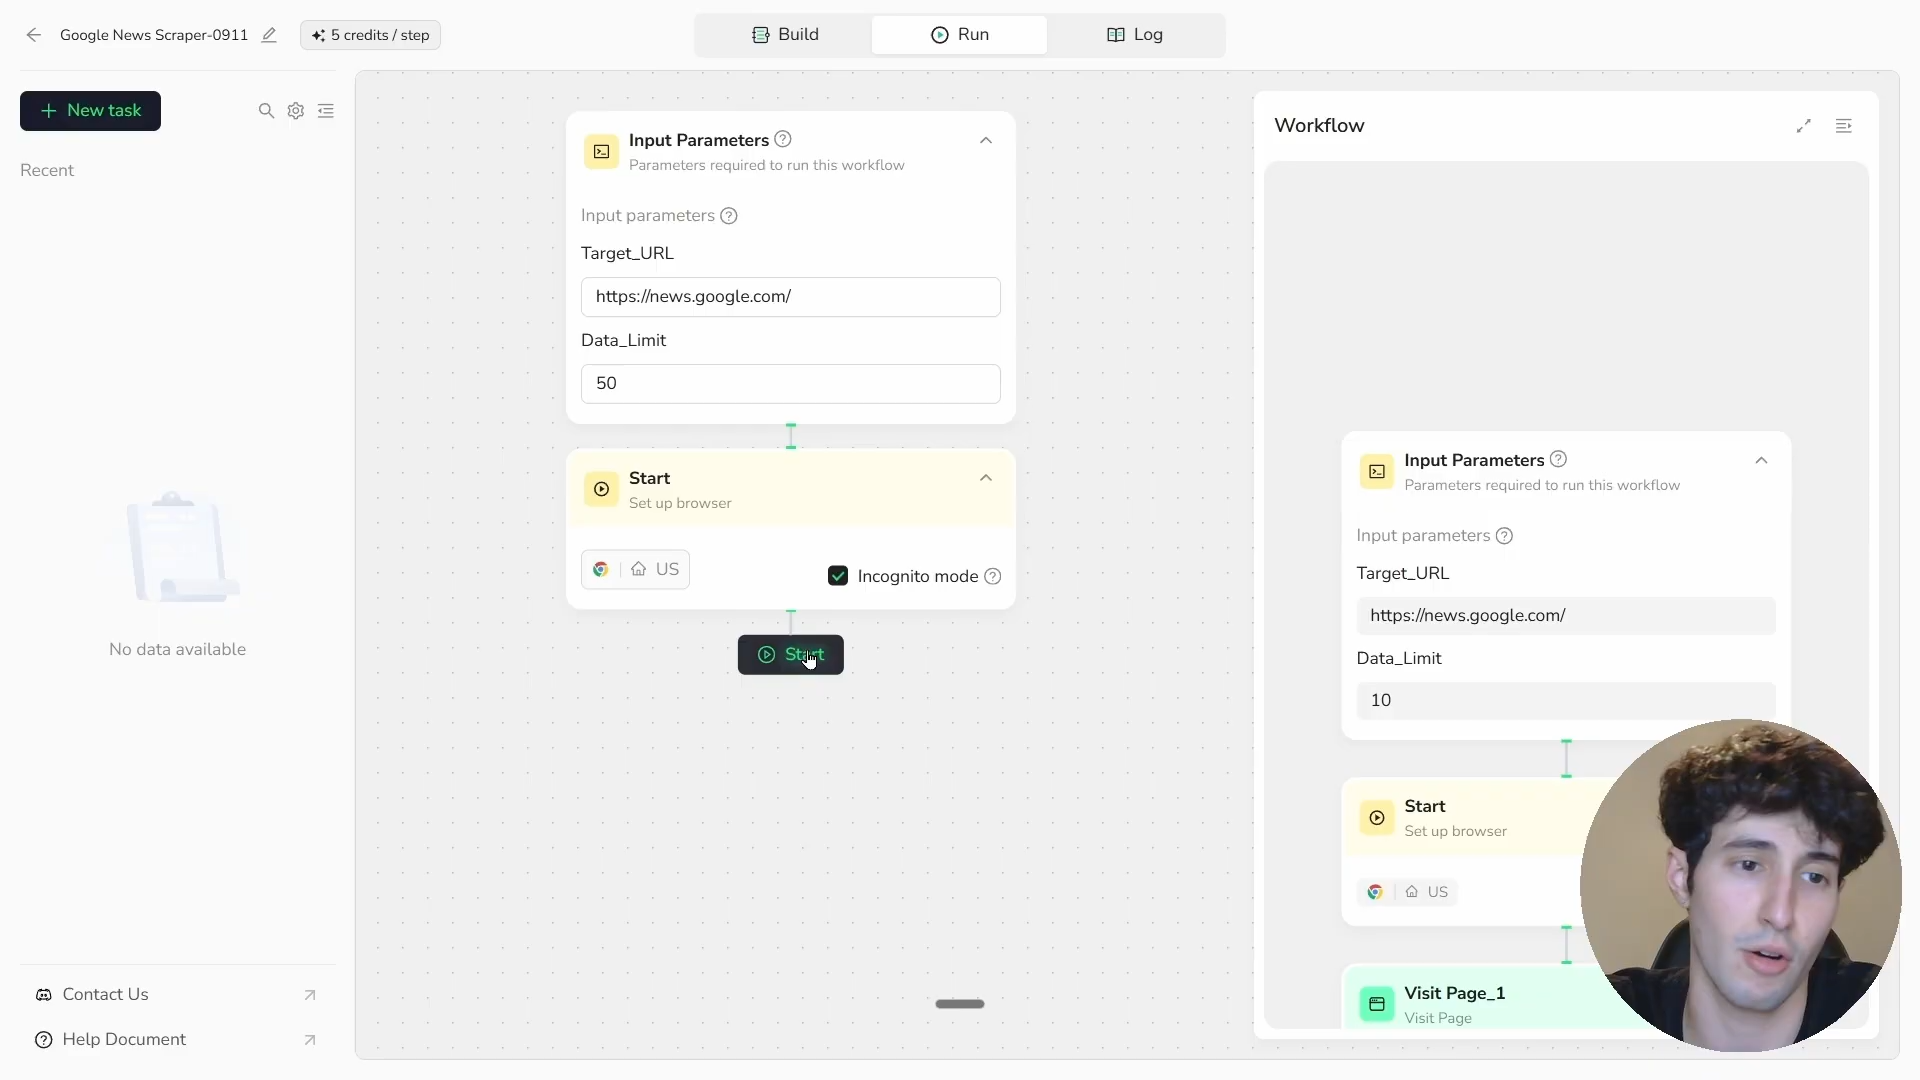 Google News Scraper-0911
5 credits / step
Build
Run
Log
New task
Recent
No data available
Contact Us
Help Document
Input Parameters
Parameters required to run this workflow
Input parameters
Target_URL
https://news.google.com/
Data_Limit
50
Start
Set up browser
US
Incognito mode
Start
Workflow
Input Parameters
Parameters required to run this workflow
Input parameters
Target_URL
https://news.google.com/
Data_Limit
10
Start
Set up browser
US
Visit Page_1
Visit Page